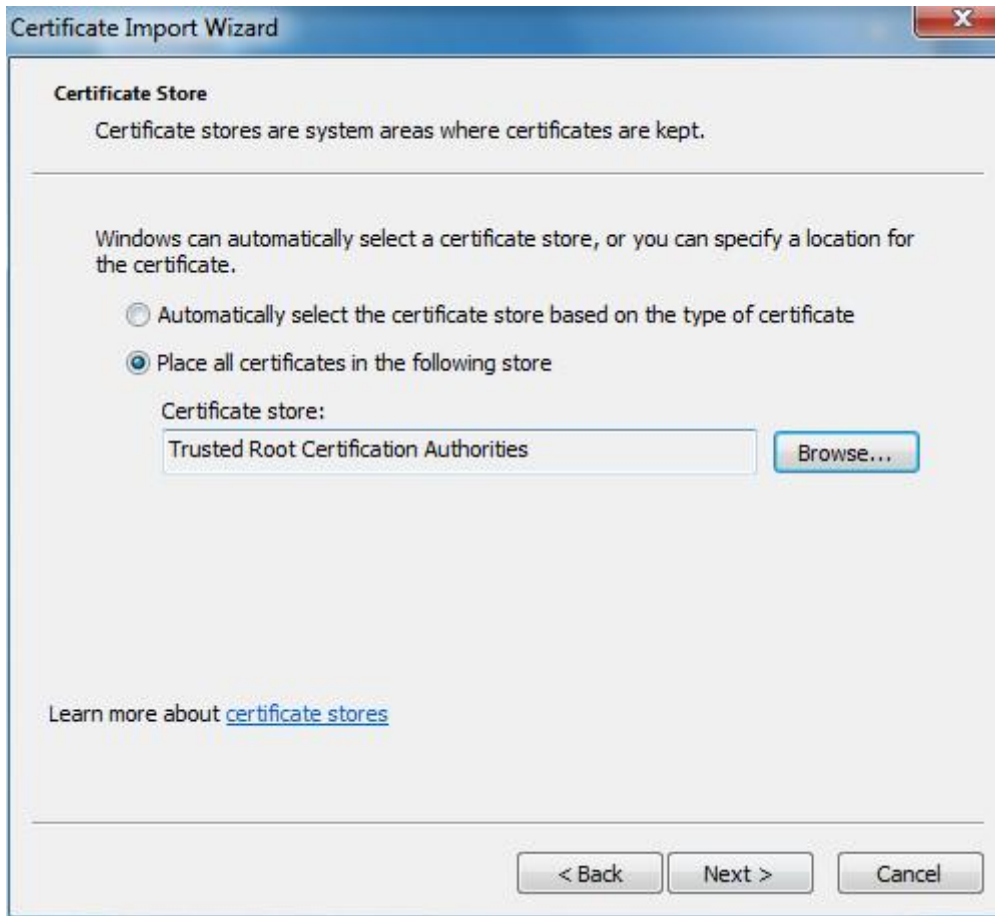 Certificate Import Wizard
Certificate Store
Certificate stores are system areas where certificates are kept.
Windows can automatically select a certificate store, or you can specify a location for
the certificate.
Automatically select the certificate store based on the type of certificate
Place all certificates in the following store
Certificate store:
Trusted Root Certification Authorities
Browse...
Learn more about certificate stores
< Back
Next >
Cancel